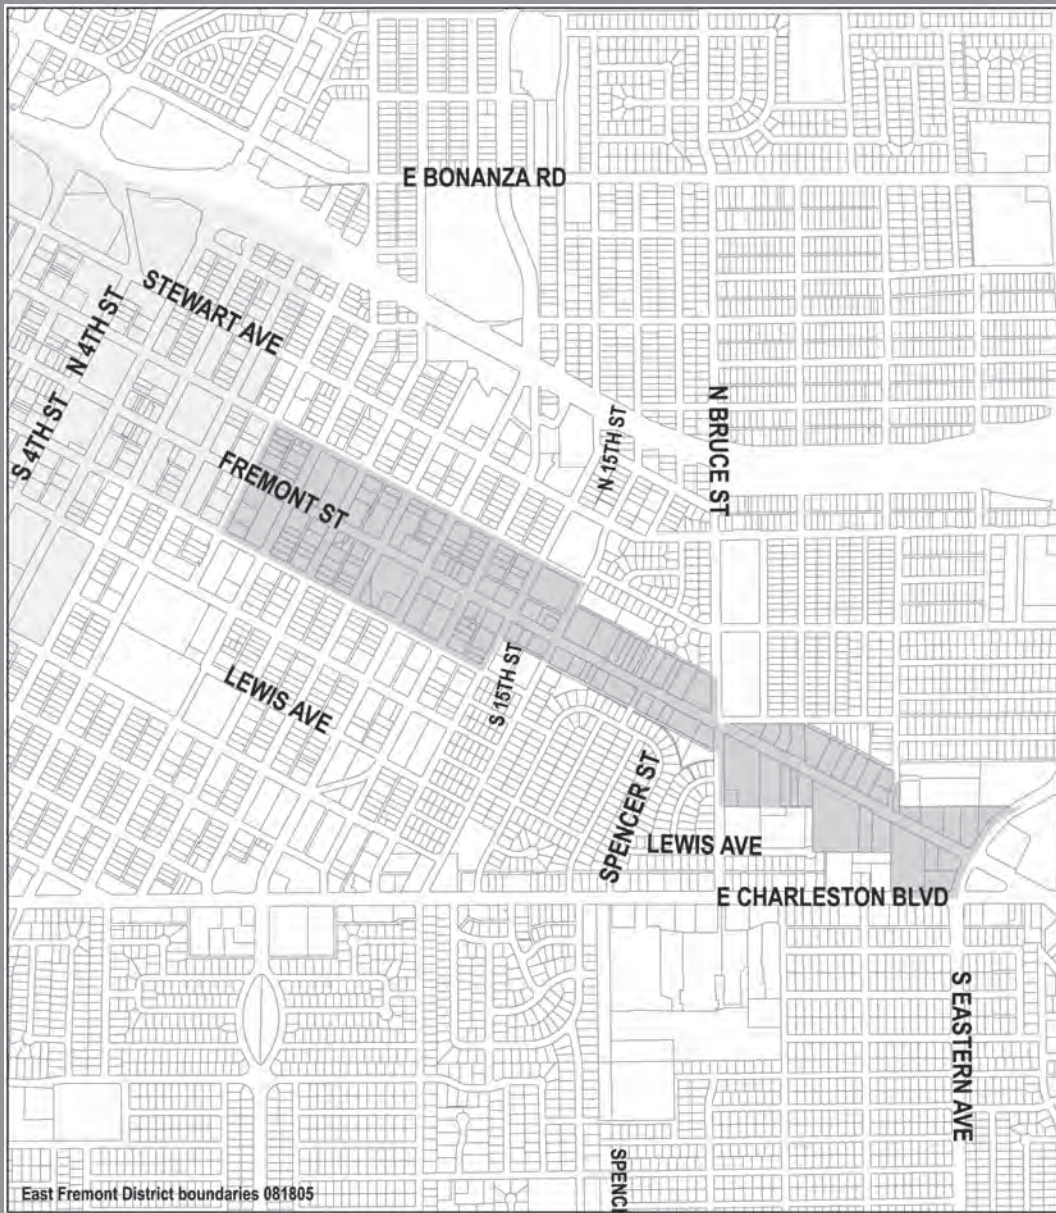 E BONANZA RD
STEWART AVE
N 4TH ST
S 4TH ST
N BRUCE ST
N 15TH ST
FREMONT ST
S 15TH ST
LEWIS AVE
SPENCER ST
LEWIS AVE
E CHARLESTON BLVD
S EASTERN AVE
SPENCI
East Fremont District boundaries 081805